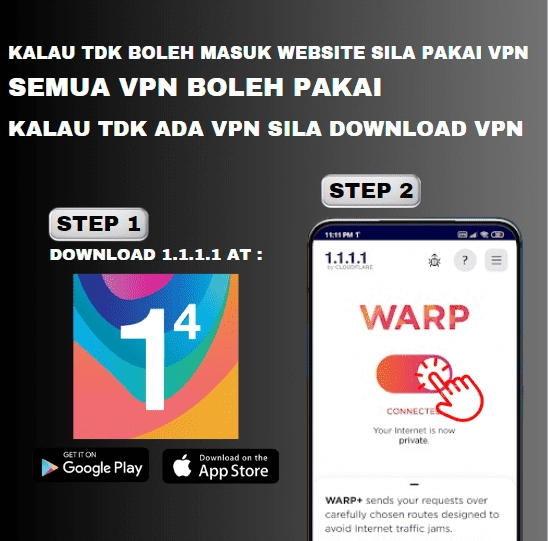 KALAU TDK BOLEH MASUK WEBSITE SILA PAKAI VPN
SEMUA VPN BOLEH PAKAI
KALAU TDK ADA VPN SILA DOWNLOAD VPN
STEP 1
DOWNLOAD 1.1.1.1 AT :
1⁴
GET IT ON
Google Play
Download on the
App Store
STEP 2
11:11 PM
1.1.1.1
by CLOUDFLARE
?
WARP
CONNECTED
Your Internet is now
private.
WARP+ sends your requests over
carefully chosen routes designed to
avoid Internet traffic jams.